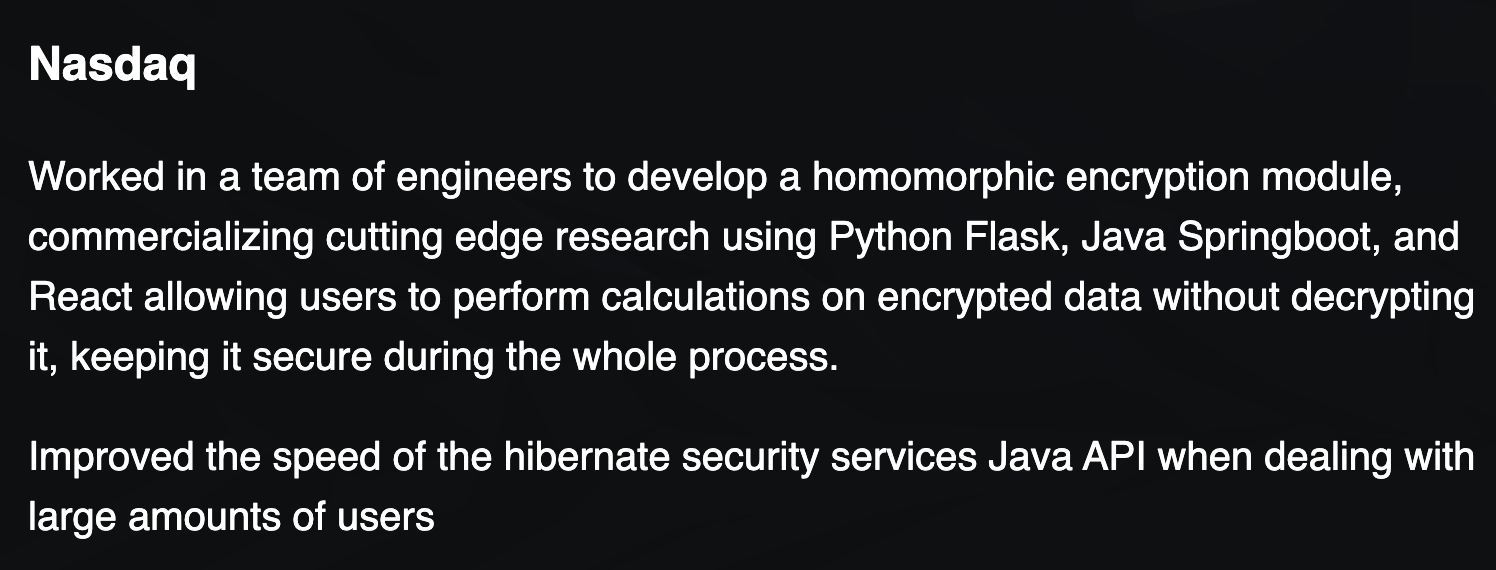 Nasdaq
Worked in a team of engineers to develop a homomorphic encryption module,
commercializing cutting edge research using Python Flask, Java Springboot, and
React allowing users to perform calculations on encrypted data without decrypting
it, keeping it secure during the whole process.
Improved the speed of the hibernate security services Java API when dealing with
large amounts of users